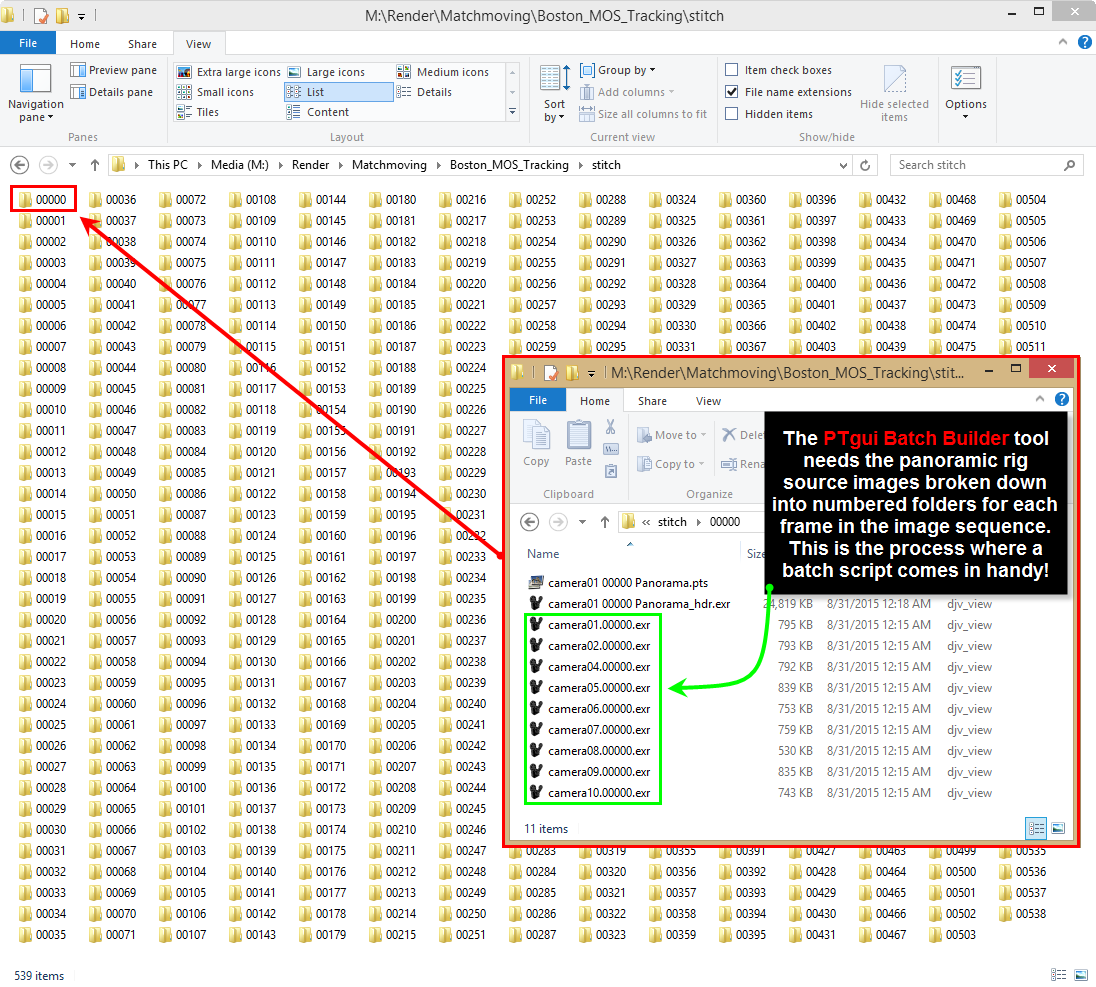 M:\Render\Matchmoving\Boston_MOS_Tracking\stitch
File Home Share View
Navigation pane
Preview pane
Details pane
Panes
Extra large icons Large icons Medium icons
Small icons List Details
Tiles Content
Layout
Sort by
Group by
Add columns
Size all columns to fit
Current view
Item check boxes
File name extensions
Hidden items
Hide selected items
Show/hide
Options
This PC Media (M:) Render Matchmoving Boston_MOS_Tracking stitch
Search stitch
00000 00036 00072 00108 00144 00180 00216 00252 00288 00324 00360 00396 00432 00468 00504
00001 00037 00073 00109 00145 00181 00217 00253 00289 00325 00361 00397 00433 00469 00505
00002 00038 00074 00110 00146 00182 00218 00254 00290 00326 00362 00398 00434 00470 00506
00003 00039 00075 00111 00147 00183 00219 00255 00291 00327 00363 00399 00435 00471 00507
00004 00040 00076 00112 00148 00184 00220 00256 00292 00328 00364 00400 00436 00472 00508
00005 00041 00077 00113 00149 00185 00221 00257 00293 00329 00365 00401 00437 00473 00509
00006 00042 00078 00114 00150 00186 00222 00258 00294 00330 00366 00402 00438 00474 00510
00007 00043 00079 00115 00151 00187 00223 00259 00295 00331 00367 00403 00439 00475 00511
00008 00044 00080 00116 00152 00188 00224
00009 00045 00081 00117 00153 00189 00225
00010 00046 00082 00118 00154 00190 00226
00011 00047 00083 00119 00155 00191 00227
00012 00048 00084 00120 00156 00192 00228
00013 00049 00085 00121 00157 00193 00229
00014 00050 00086 00122 00158 00194 00230
00015 00051 00087 00123 00159 00195 00231
00016 00052 00088 00124 00160 00196 00232
00017 00053 00089 00125 00161 00197 00233
00018 00054 00090 00126 00162 00198 00234
00019 00055 00091 00127 00163 00199 00235
00020 00056 00092 00128 00164 00200 00236
00021 00057 00093 00129 00165 00201 00237
00022 00058 00094 00130 00166 00202 00238
00023 00059 00095 00131 00167 00203 00239
00024 00060 00096 00132 00168 00204 00240
00025 00061 00097 00133 00169 00205 00241
00026 00062 00098 00134 00170 00206 00242
00027 00063 00099 00135 00171 00207 00243
00028 00064 00100 00136 00172 00208 00244
00029 00065 00101 00137 00173 00209 00245
00030 00066 00102 00138 00174 00210 00246
00031 00067 00103 00139 00175 00211 00247 00283 00319 00355 00391 00427 00463 00499 00535
00032 00068 00104 00140 00176 00212 00248 00284 00320 00356 00392 00428 00464 00500 00536
00033 00069 00105 00141 00177 00213 00249 00285 00321 00357 00393 00429 00465 00501 00537
00034 00070 00106 00142 00178 00214 00250 00286 00322 00358 00394 00430 00466 00502 00538
00035 00071 00107 00143 00179 00215 00251 00287 00323 00359 00395 00431 00467 00503
M:\Render\Matchmoving\Boston_MOS_Tracking\stit...
File Home Share View
Copy Paste
Clipboard
Move to
Copy to
Dele
Rena
Organize
The PTgui Batch Builder tool
needs the panoramic rig
source images broken down
into numbered folders for each
frame in the image sequence.
This is the process where a
batch script comes in handy!
« stitch 00000
Name Size
camera01 00000 Panorama.pts
camera01 00000 Panorama_hdr.exr 24,819 KB 8/31/2015 12:18 AM djv_view
camera01.00000.exr 795 KB 8/31/2015 12:15 AM djv_view
camera02.00000.exr 793 KB 8/31/2015 12:15 AM djv_view
camera04.00000.exr 792 KB 8/31/2015 12:15 AM djv_view
camera05.00000.exr 839 KB 8/31/2015 12:15 AM djv_view
camera06.00000.exr 753 KB 8/31/2015 12:15 AM djv_view
camera07.00000.exr 759 KB 8/31/2015 12:15 AM djv_view
camera08.00000.exr 530 KB 8/31/2015 12:15 AM djv_view
camera09.00000.exr 835 KB 8/31/2015 12:15 AM djv_view
camera10.00000.exr 743 KB 8/31/2015 12:15 AM djv_view
11 items
539 items